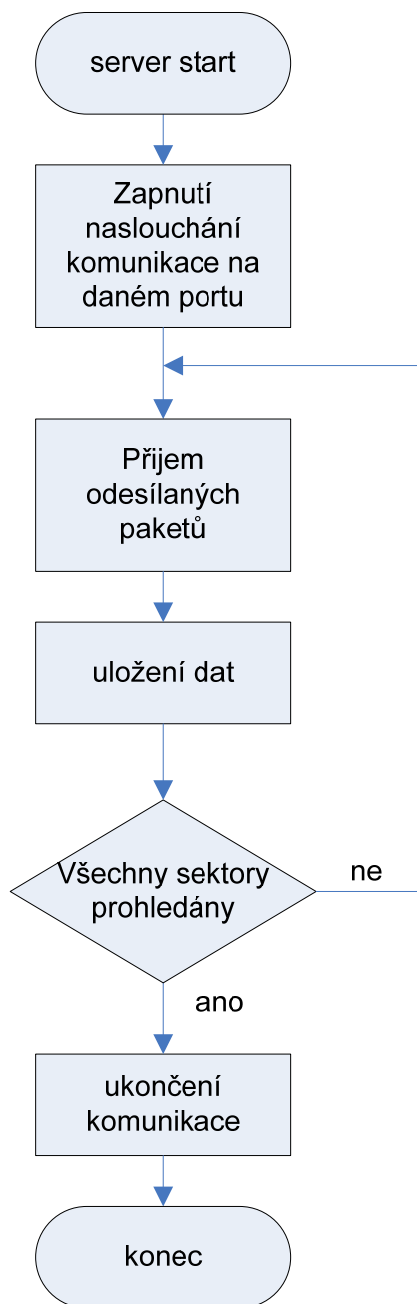 server start
Zapnutí
naslouchání
komunikace na
daném portu
Přijem
odesílaných
paketů
uložení dat
Všechny sektory
prohledány
ne
ano
ukončení
komunikace
konec